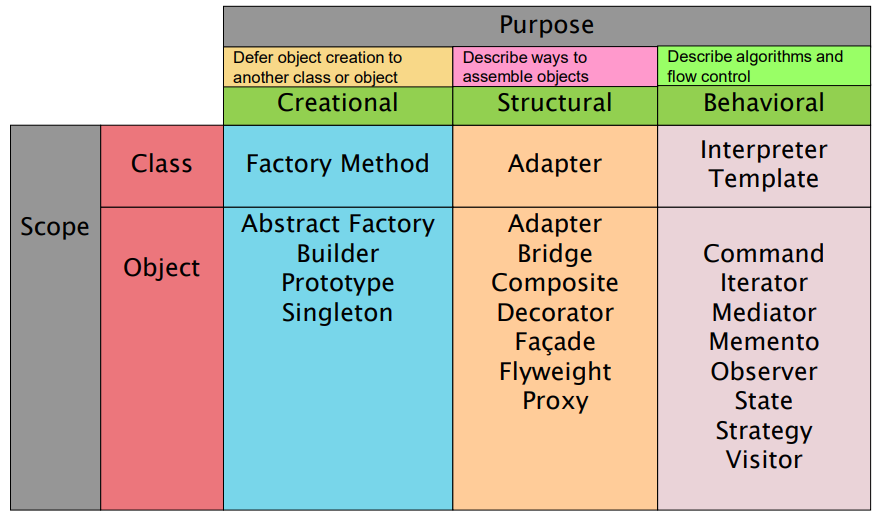 Purpose
Defer object creation to
another class or object
Describe ways to
assemble objects
Describe algorithms and
flow control
Creational
Structural
Behavioral
Scope
Class
Factory Method
Adapter
Interpreter
Template
Object
Abstract Factory
Builder
Prototype
Singleton
Adapter
Bridge
Composite
Decorator
Façade
Flyweight
Proxy
Command
Iterator
Mediator
Memento
Observer
State
Strategy
Visitor